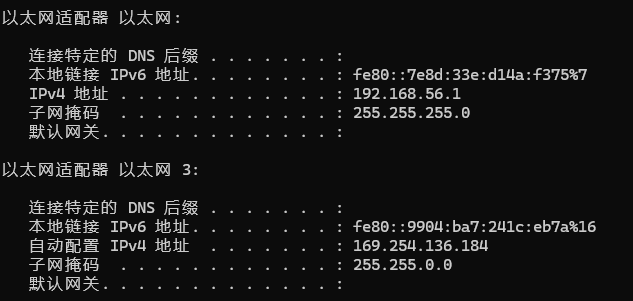 以太网适配器 以太网:
连接特定的 DNS 后缀 . . . . . . . :
本地链接 IPv6 地址. . . . . . . . : fe80::7e8d:33e:d14a:f375%7
IPv4 地址 . . . . . . . . . . . . : 192.168.56.1
子网掩码  . . . . . . . . . . . . : 255.255.255.0
默认网关. . . . . . . . . . . . . :
以太网适配器 以太网 3:
连接特定的 DNS 后缀 . . . . . . . :
本地链接 IPv6 地址. . . . . . . . : fe80::9904:ba7:241c:eb7a%16
自动配置 IPv4 地址  . . . . . . . : 169.254.136.184
子网掩码  . . . . . . . . . . . . : 255.255.0.0
默认网关. . . . . . . . . . . . . :